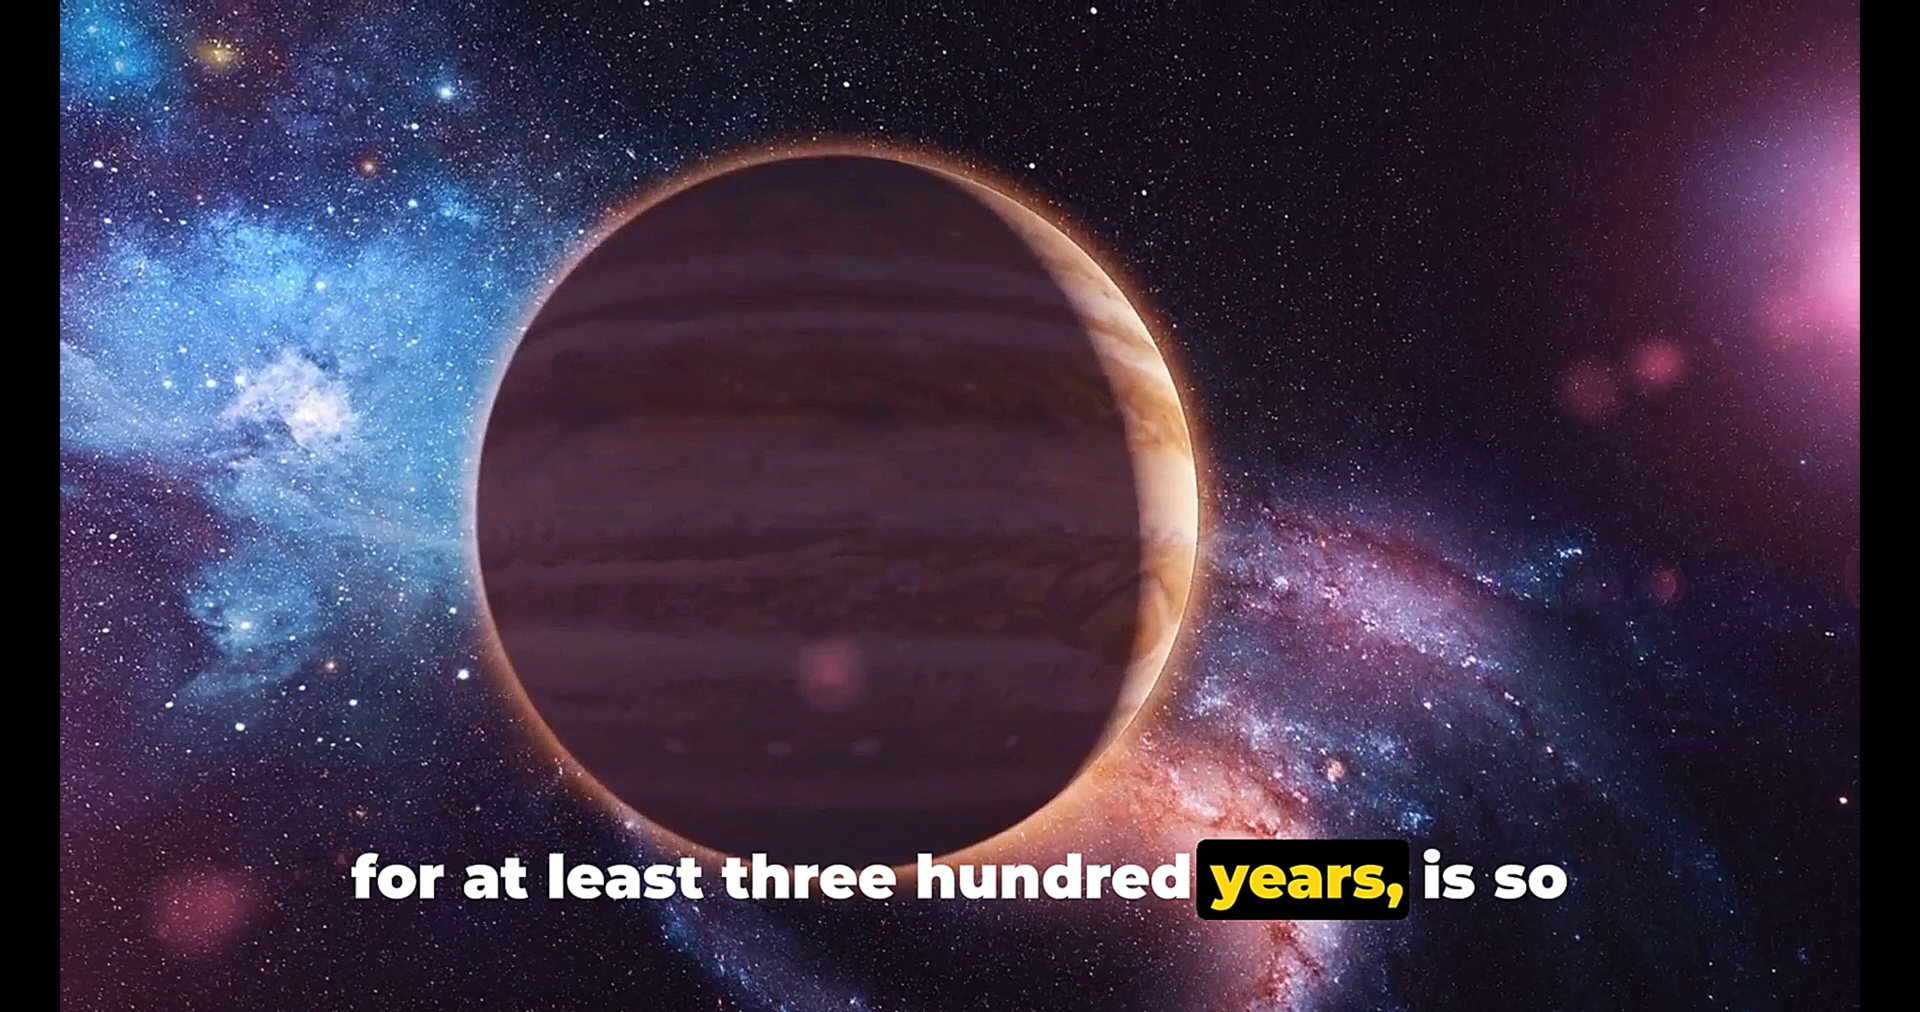 for at least three hundred years, is so